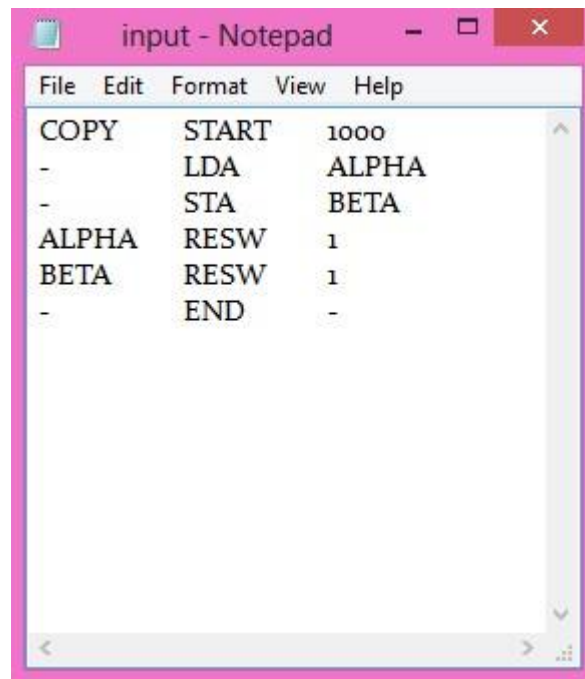 input - Notepad
File Edit Format View Help
COPY START 1000
- LDA ALPHA
- STA BETA
ALPHA RESW 1
BETA RESW 1
- END -